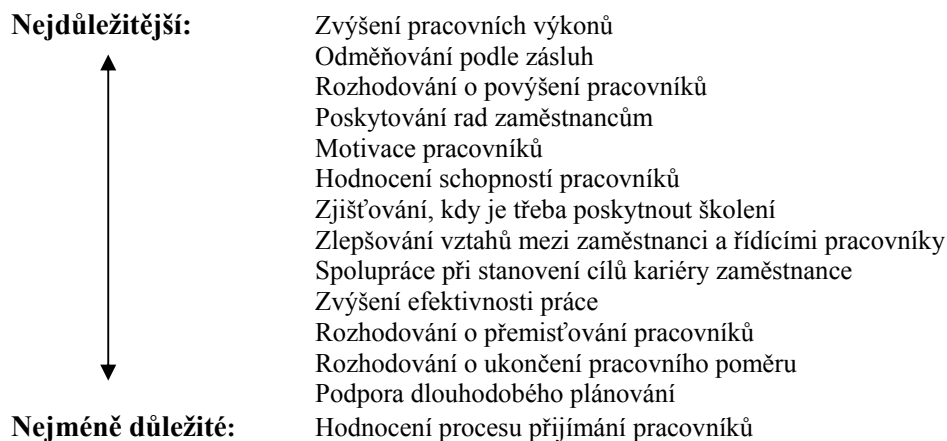 Nejdůležitější: Zvýšení pracovních výkonů
Odměňování podle zásluh
Rozhodování o povýšení pracovníků
Poskytování rad zaměstnancům
Motivace pracovníků
Hodnocení schopností pracovníků
Zjišťování, kdy je třeba poskytnout školení
Zlepšování vztahů mezi zaměstnanci a řídícími pracovníky
Spolupráce při stanovení cílů kariéry zaměstnance
Zvýšení efektivnosti práce
Rozhodování o přemisťování pracovníků
Rozhodování o ukončení pracovního poměru
Podpora dlouhodobého plánování
Nejméně důležité: Hodnocení procesu přijímání pracovníků